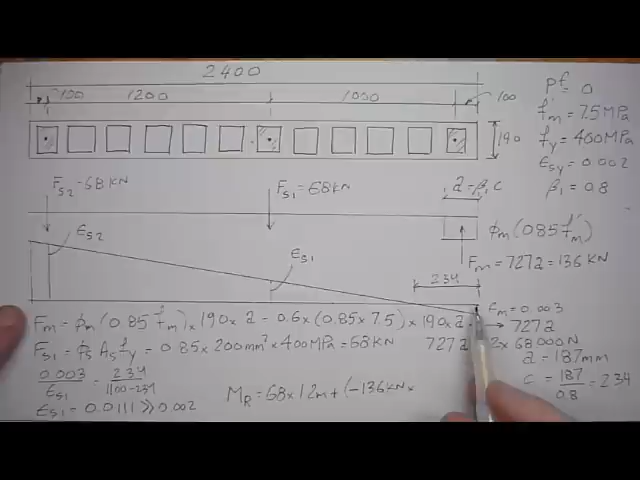 2400
100 1200 1000 100
190
Pf = 0
f'm = 7.5 MPa
fy = 400 MPa
εsy = 0.002
β1 = 0.8
Fs2 = 68 KN
Fs1 = 68 KN
a = β1 c
φm (0.85 f'm)
Fm = 727a = 136 KN
εs2
εs1
234
εm = 0.003
Fm = φm (0.85 f'm) × 190 × a = 0.6 × (0.85 × 7.5) × 190 × a → 727a
Fs1 = φs As fy = 0.85 × 200mm² × 400 MPa = 68 KN
727a 2 × 68 000 N
a = 187 mm
c = 187/0.8 = 234
0.003/εs1 = 234/1100-234
εs1 = 0.0111 ≫ 0.002
MR = 68 × 1.2m + (-136 KN ×